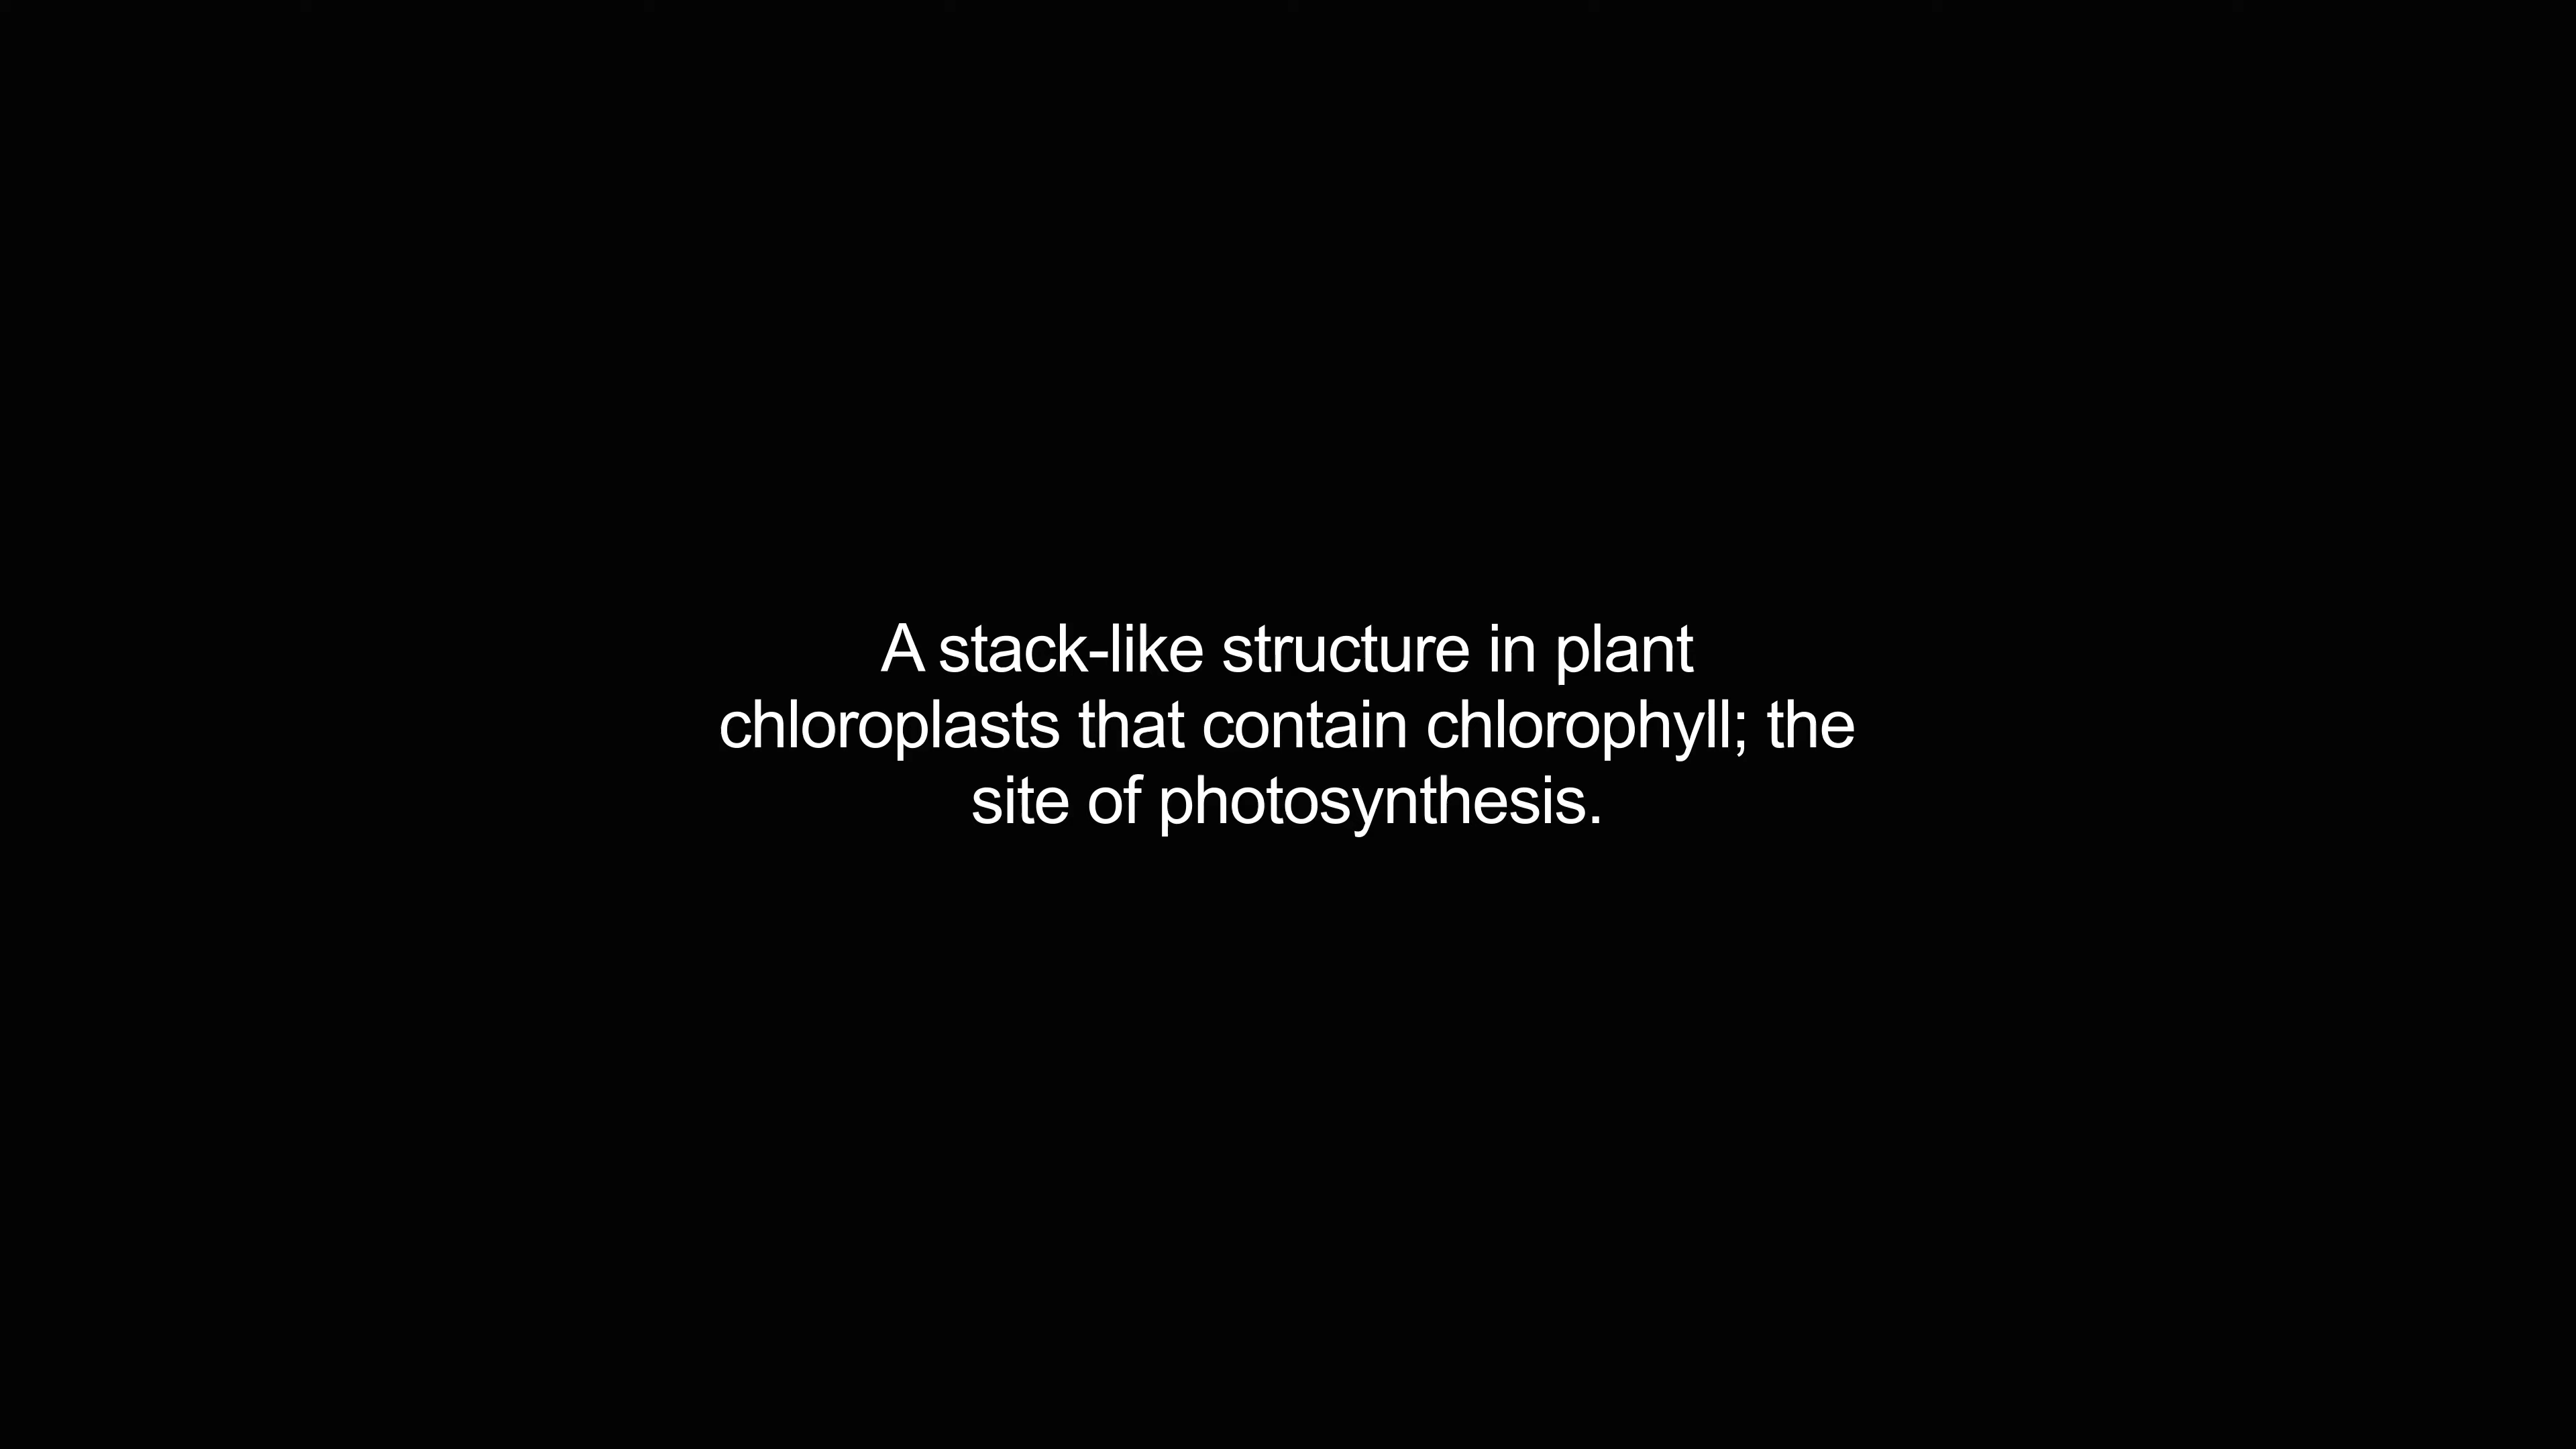 A stack-like structure in plant
chloroplasts that contain chlorophyll; the
site of photosynthesis.